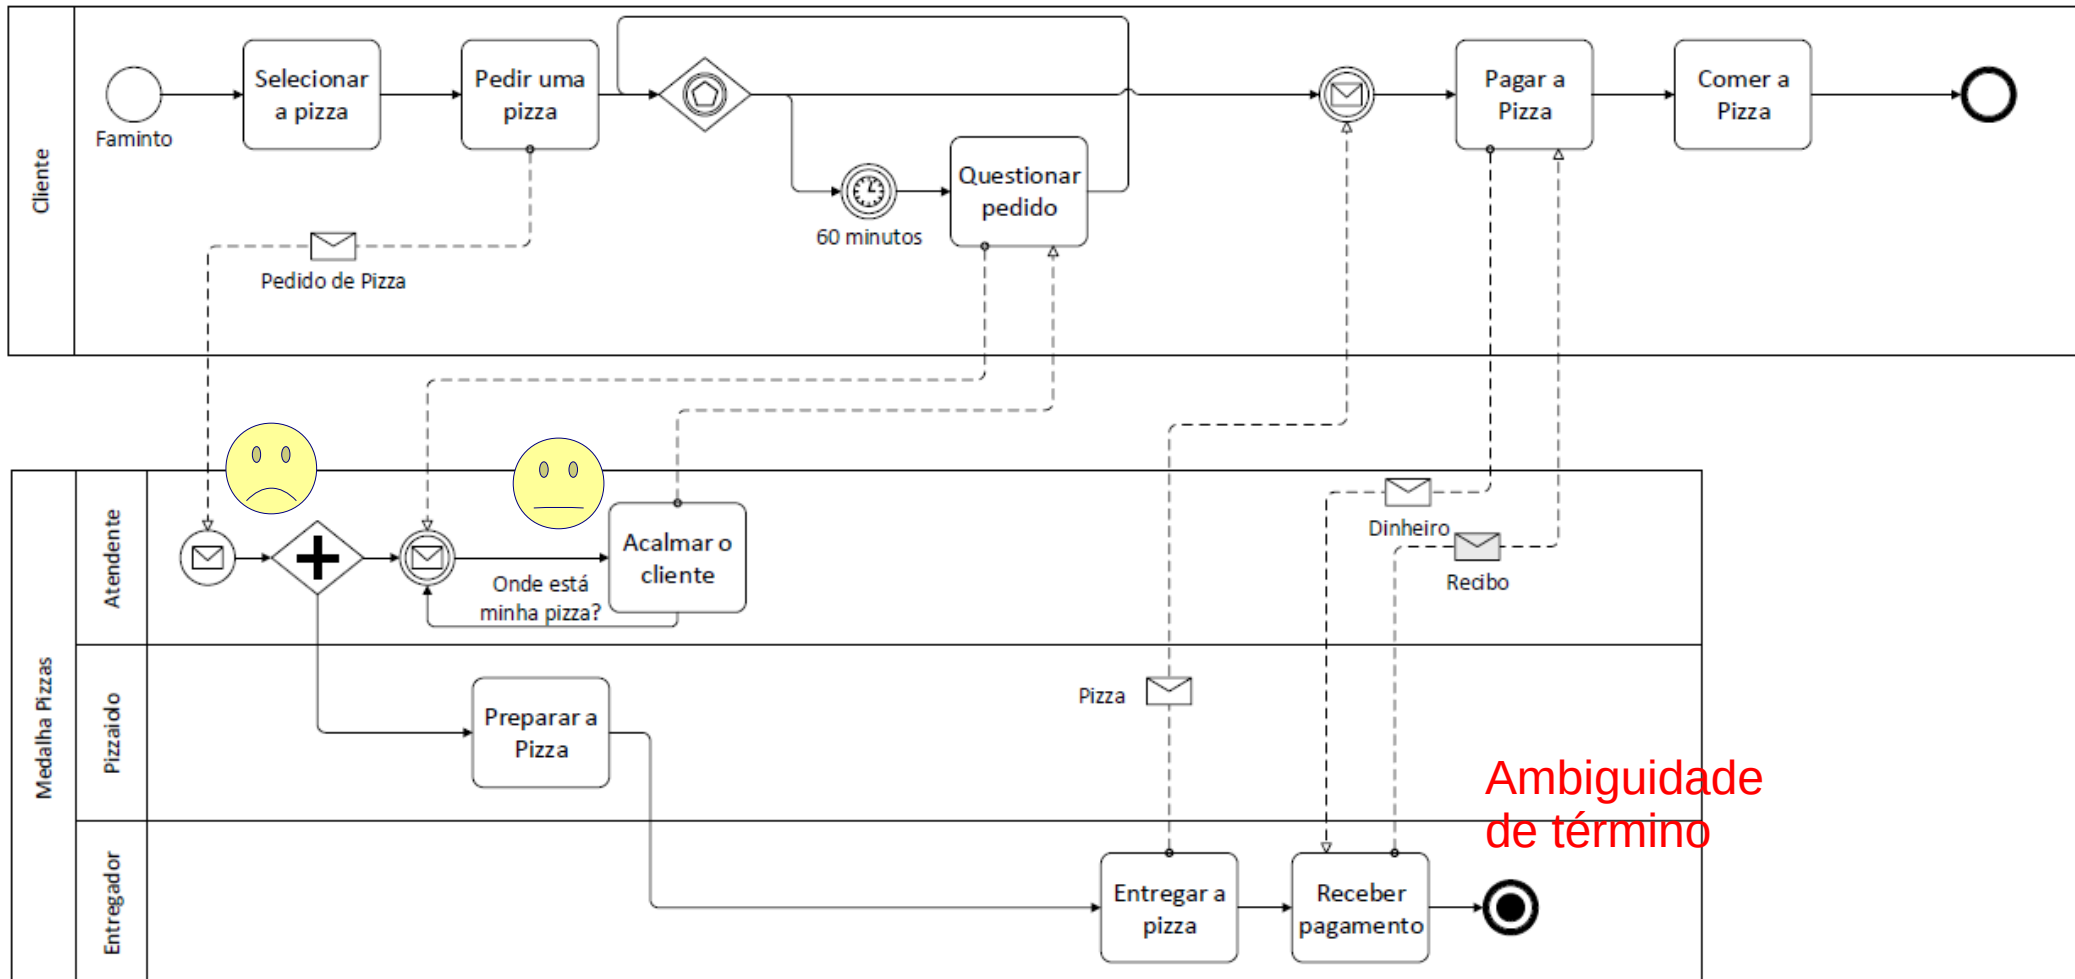 Cliente
Faminto
Selecionar
a pizza
Pedir uma
pizza
Pedido de Pizza
60 minutos
Questionar
pedido
Pagar a
Pizza
Comer a
Pizza
Medalha Pizzas
Atendente
Onde está
minha pizza?
Acalmar o
cliente
Dinheiro
Recibo
Pizzaiolo
Preparar a
Pizza
Pizza
Ambiguidade
de término
Entregador
Entregar a
pizza
Receber
pagamento